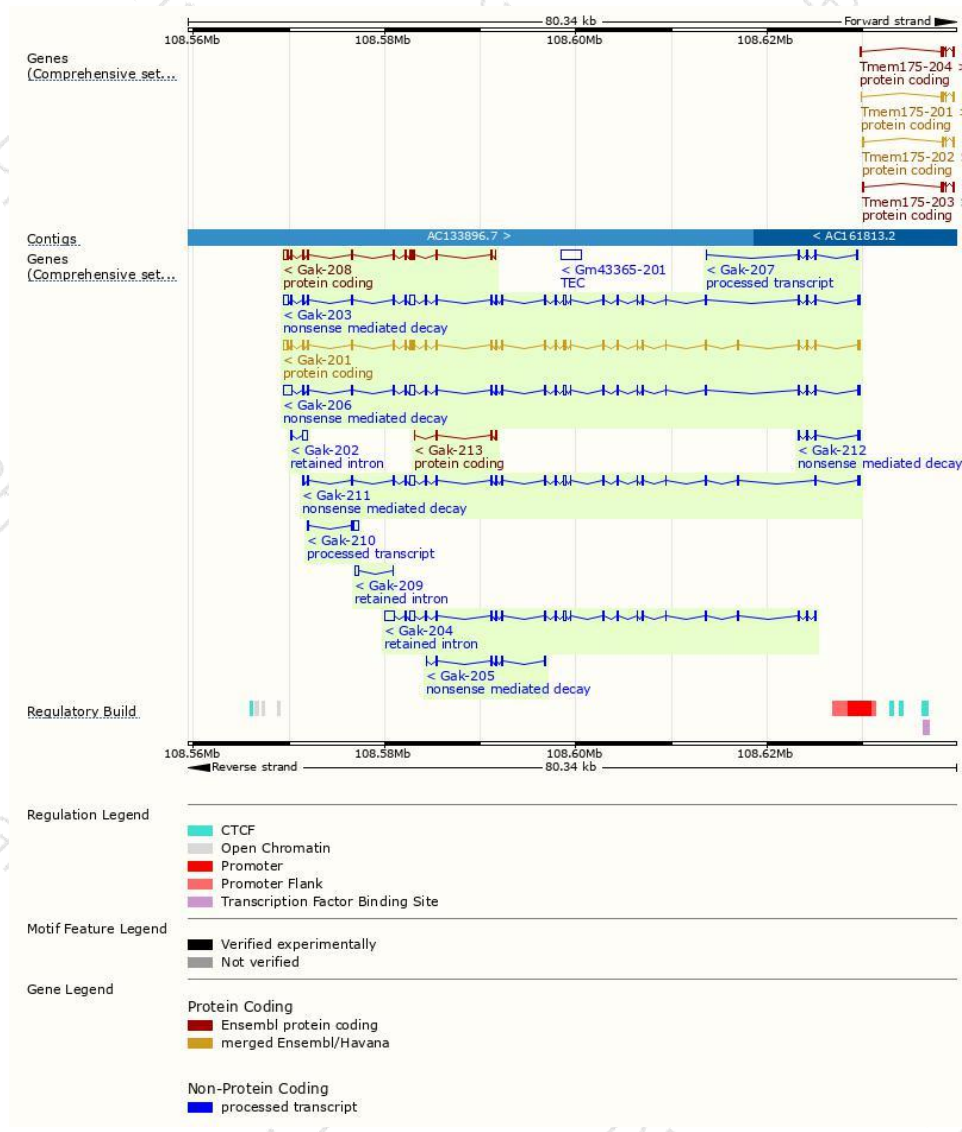 80.34 kb Forward strand
108.56Mb 108.58Mb 108.60Mb 108.62Mb
Genes
(Comprehensive set...
Tmem175-204 >
protein coding
Tmem175-201 >
protein coding
Tmem175-202 >
protein coding
Tmem175-203 >
protein coding
Contigs AC133896.7 > < AC161813.2
Genes
(Comprehensive set...
< Gak-208 < Gm43365-201 < Gak-207
protein coding TEC processed transcript
< Gak-203
nonsense mediated decay
< Gak-201
protein coding
< Gak-206
nonsense mediated decay
< Gak-202 < Gak-213 < Gak-212
retained intron protein coding nonsense mediated decay
< Gak-211
nonsense mediated decay
< Gak-210
processed transcript
< Gak-209
retained intron
< Gak-204
retained intron
< Gak-205
nonsense mediated decay
Regulatory Build
108.56Mb 108.58Mb 108.60Mb 108.62Mb
Reverse strand 80.34 kb
Regulation Legend
CTCF
Open Chromatin
Promoter
Promoter Flank
Transcription Factor Binding Site
Motif Feature Legend
Verified experimentally
Not verified
Gene Legend
Protein Coding
Ensembl protein coding
merged Ensembl/Havana
Non-Protein Coding
processed transcript